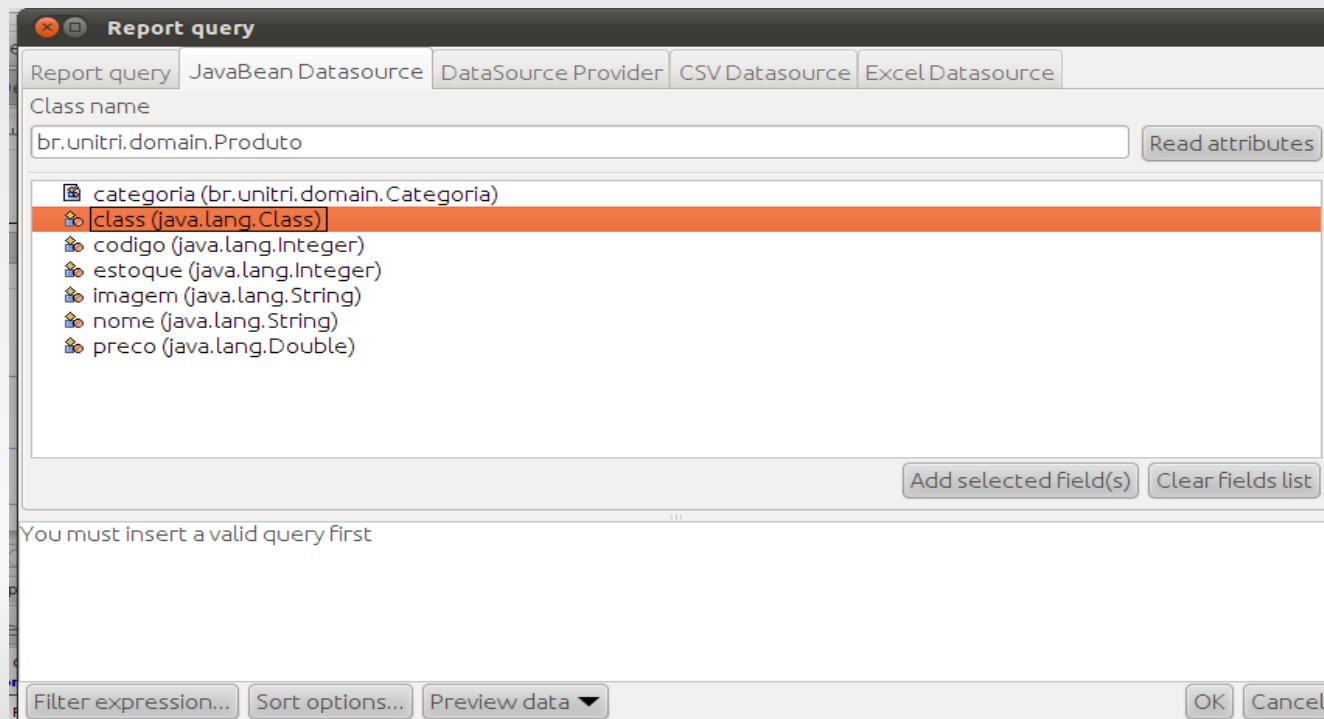 Report query
Report query JavaBean Datasource DataSource Provider CSV Datasource Excel Datasource
Class name
br.unitri.domain.Produto Read attributes
categoria (br.unitri.domain.Categoria)
class (java.lang.Class)
codigo (java.lang.Integer)
estoque (java.lang.Integer)
imagem (java.lang.String)
nome (java.lang.String)
preco (java.lang.Double)
Add selected field(s) Clear fields list
You must insert a valid query first
Filter expression... Sort options... Preview data OK Cancel